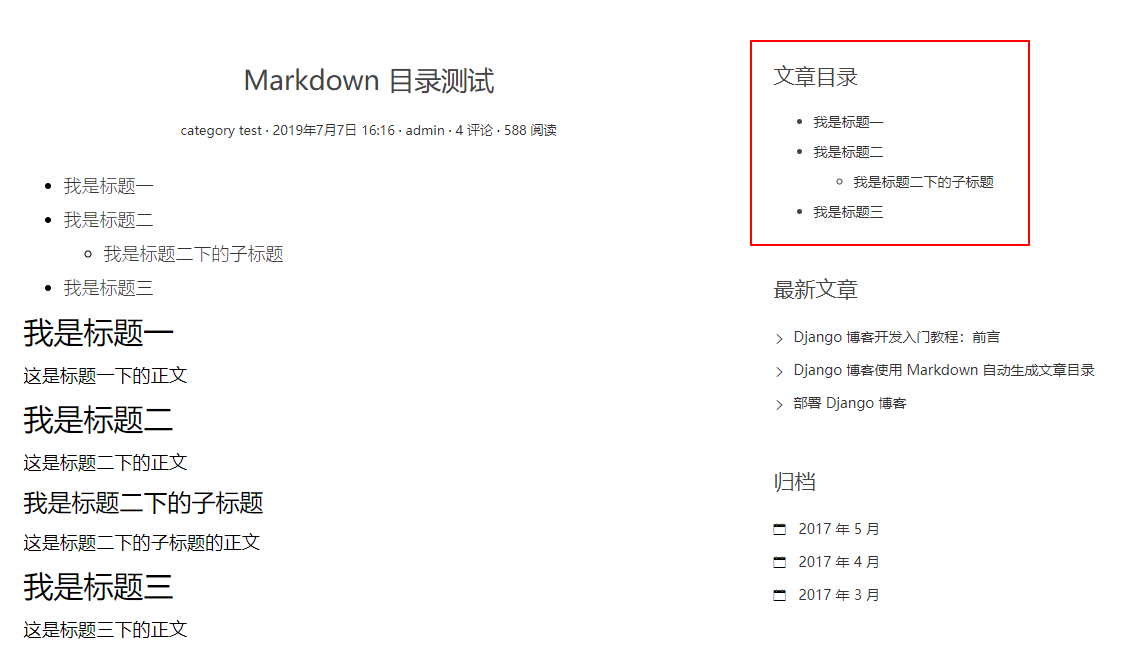 Markdown 目录测试
category test · 2019年7月7日 16:16 · admin · 4 评论 · 588 阅读
我是标题一
我是标题二
我是标题二下的子标题
我是标题三
我是标题一
这是标题一下的正文
我是标题二
这是标题二下的正文
我是标题二下的子标题
这是标题二下的子标题的正文
我是标题三
这是标题三下的正文
文章目录
我是标题一
我是标题二
我是标题二下的子标题
我是标题三
最新文章
Django 博客开发入门教程：前言
Django 博客使用 Markdown 自动生成文章目录
部署 Django 博客
归档
2017 年 5 月
2017 年 4 月
2017 年 3 月